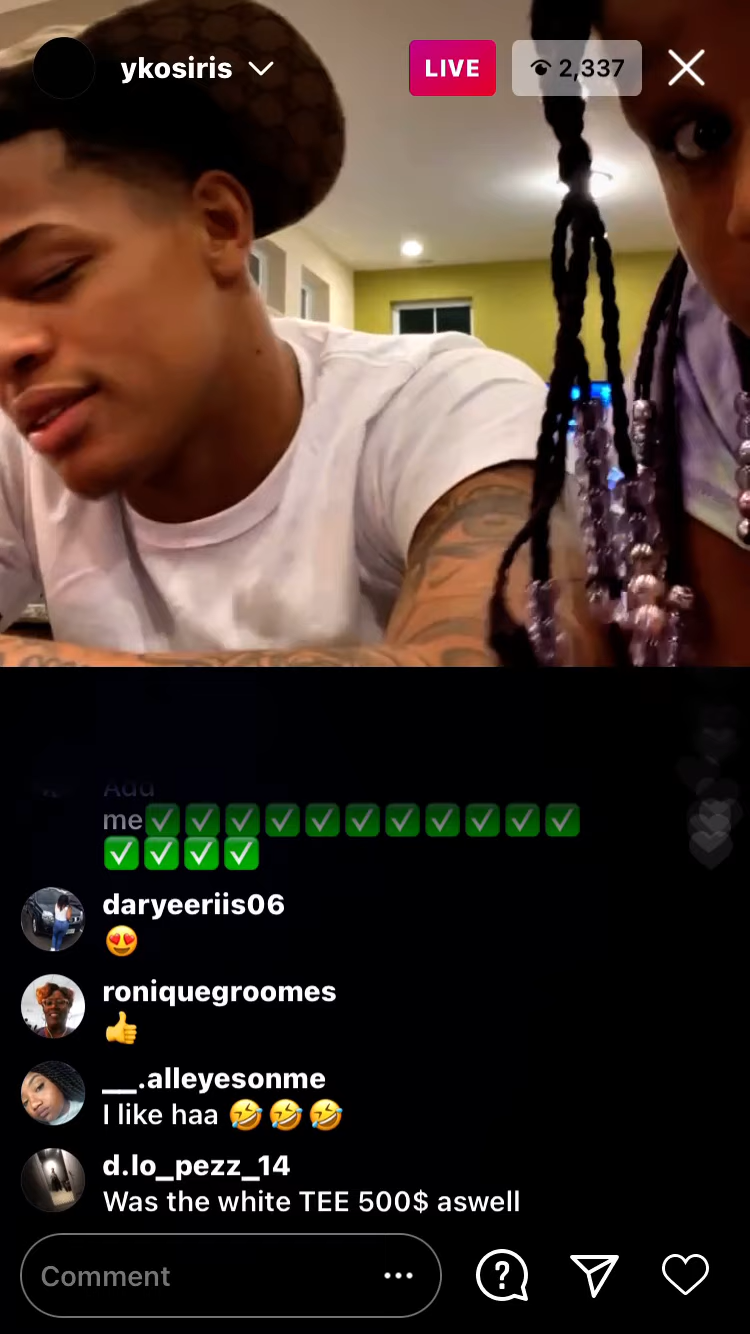 ykosiris
LIVE
2,337
Add
me✅✅✅✅✅✅✅✅✅✅✅
✅✅✅✅
daryeeriis06
😍
roniquegroomes
👍
__.alleyesonme
I like haa 🤣🤣🤣
d.lo_pezz_14
Was the white TEE 500$ aswell
Comment